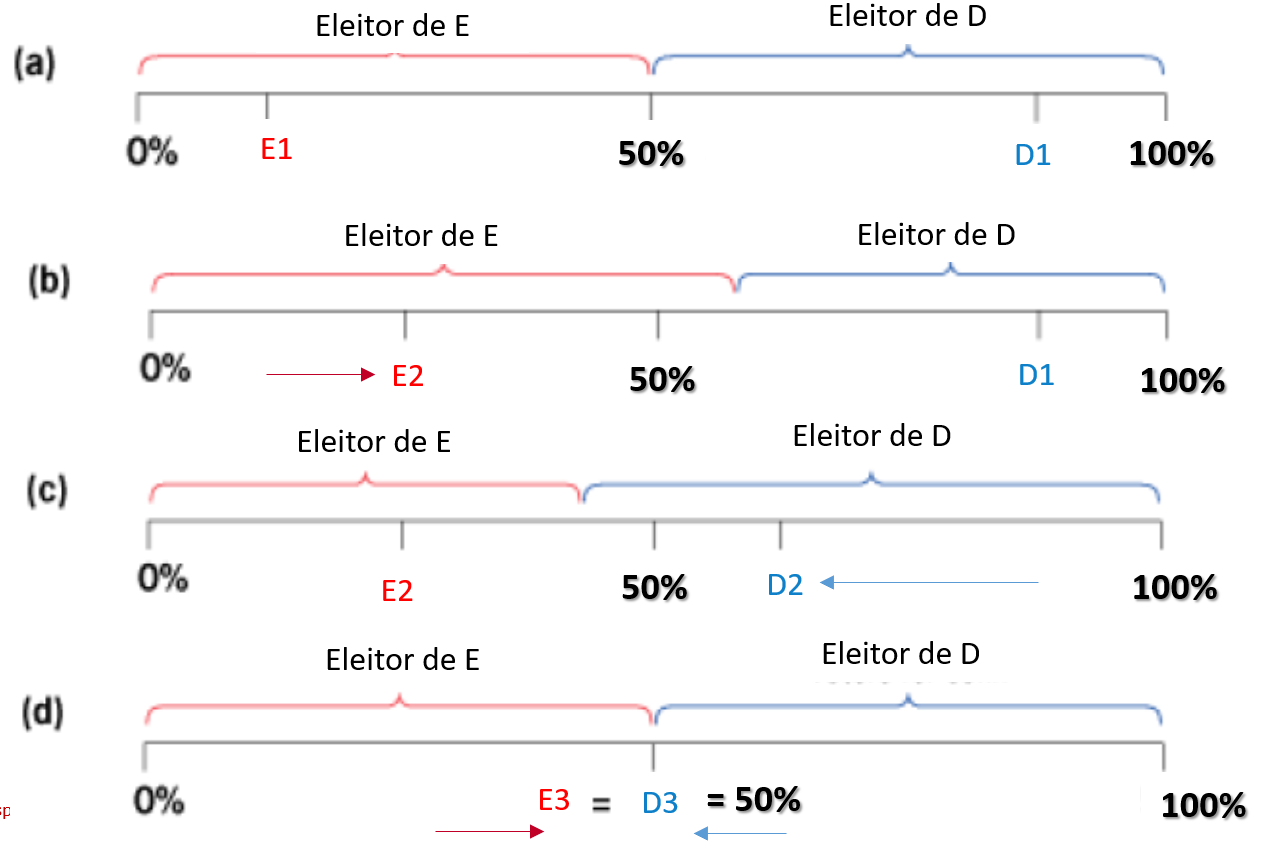 Eleitor de E Eleitor de D
(a)
0% E1 50% D1 100%
Eleitor de E Eleitor de D
(b)
0% E2 50% D1 100%
Eleitor de E Eleitor de D
(c)
0% E2 50% D2 100%
Eleitor de E Eleitor de D
(d)
0% E3 = D3 = 50% 100%